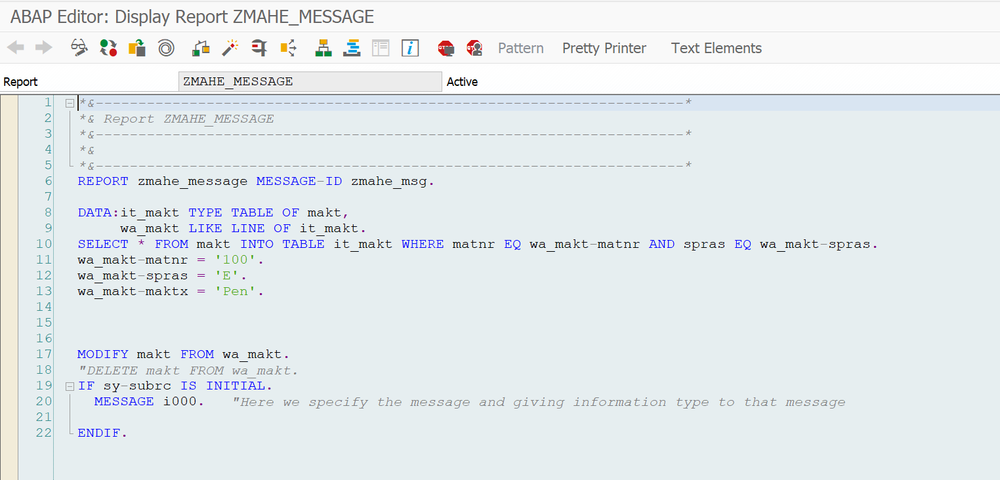 ABAP Editor: Display Report ZMAHE_MESSAGE
Pattern Pretty Printer Text Elements
Report ZMAHE_MESSAGE Active
1 *&---------------------------------------------------------------------*
2 *& Report ZMAHE_MESSAGE
3 *&---------------------------------------------------------------------*
4 *&
5 *&---------------------------------------------------------------------*
6 REPORT zmahe_message MESSAGE-ID zmahe_msg.
7
8 DATA:it_makt TYPE TABLE OF makt,
9      wa_makt LIKE LINE OF it_makt.
10 SELECT * FROM makt INTO TABLE it_makt WHERE matnr EQ wa_makt-matnr AND spras EQ wa_makt-spras.
11 wa_makt-matnr = '100'.
12 wa_makt-spras = 'E'.
13 wa_makt-maktx = 'Pen'.
14
15
16
17 MODIFY makt FROM wa_makt.
18 "DELETE makt FROM wa_makt.
19 IF sy-subrc IS INITIAL.
20   MESSAGE i000.   "Here we specify the message and giving information type to that message
21
22 ENDIF.